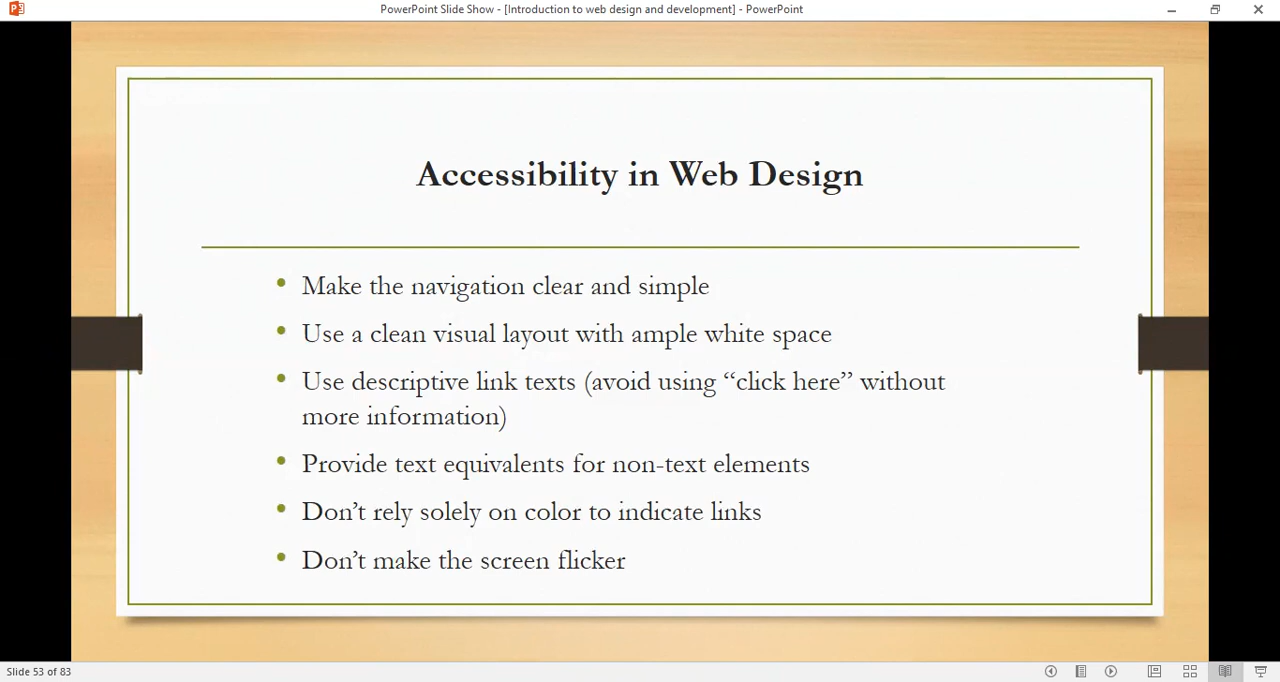 PowerPoint Slide Show - [Introduction to web design and development] - PowerPoint
Accessibility in Web Design
• Make the navigation clear and simple
• Use a clean visual layout with ample white space
• Use descriptive link texts (avoid using “click here” without
more information)
• Provide text equivalents for non-text elements
• Don’t rely solely on color to indicate links
• Don’t make the screen flicker
Slide 53 of 83